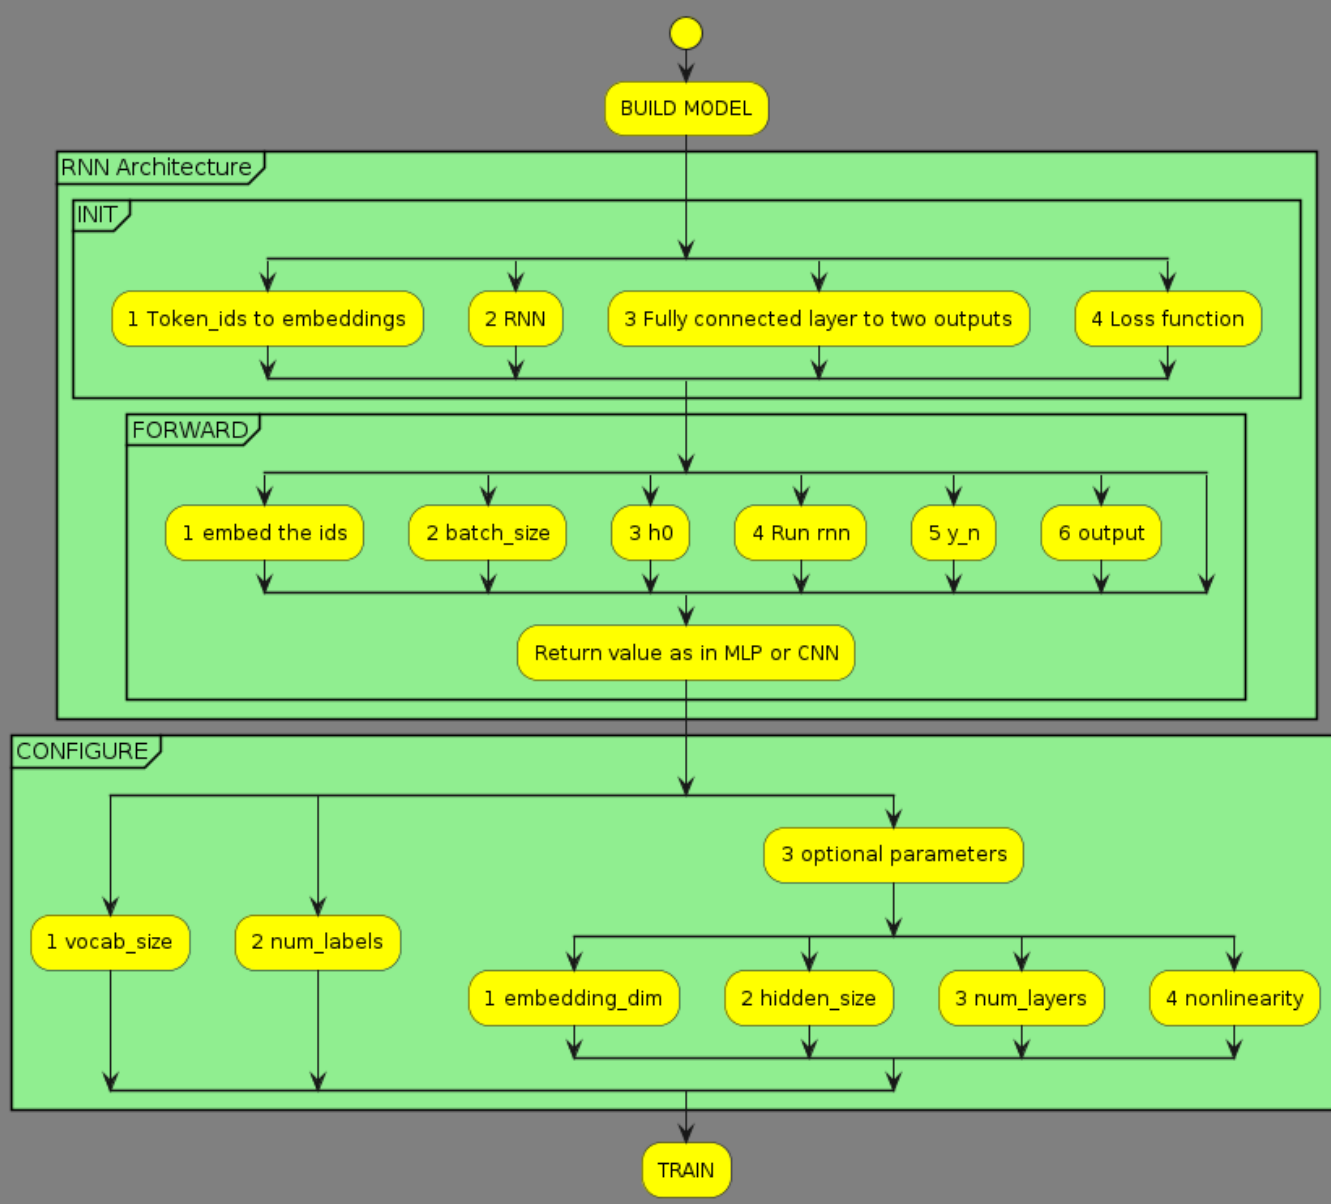 BUILD MODEL
RNN Architecture
INIT
1 Token_ids to embeddings
2 RNN
3 Fully connected layer to two outputs
4 Loss function
FORWARD
1 embed the ids
2 batch_size
3 h0
4 Run rnn
5 y_n
6 output
Return value as in MLP or CNN
CONFIGURE
3 optional parameters
1 vocab_size
2 num_labels
1 embedding_dim
2 hidden_size
3 num_layers
4 nonlinearity
TRAIN